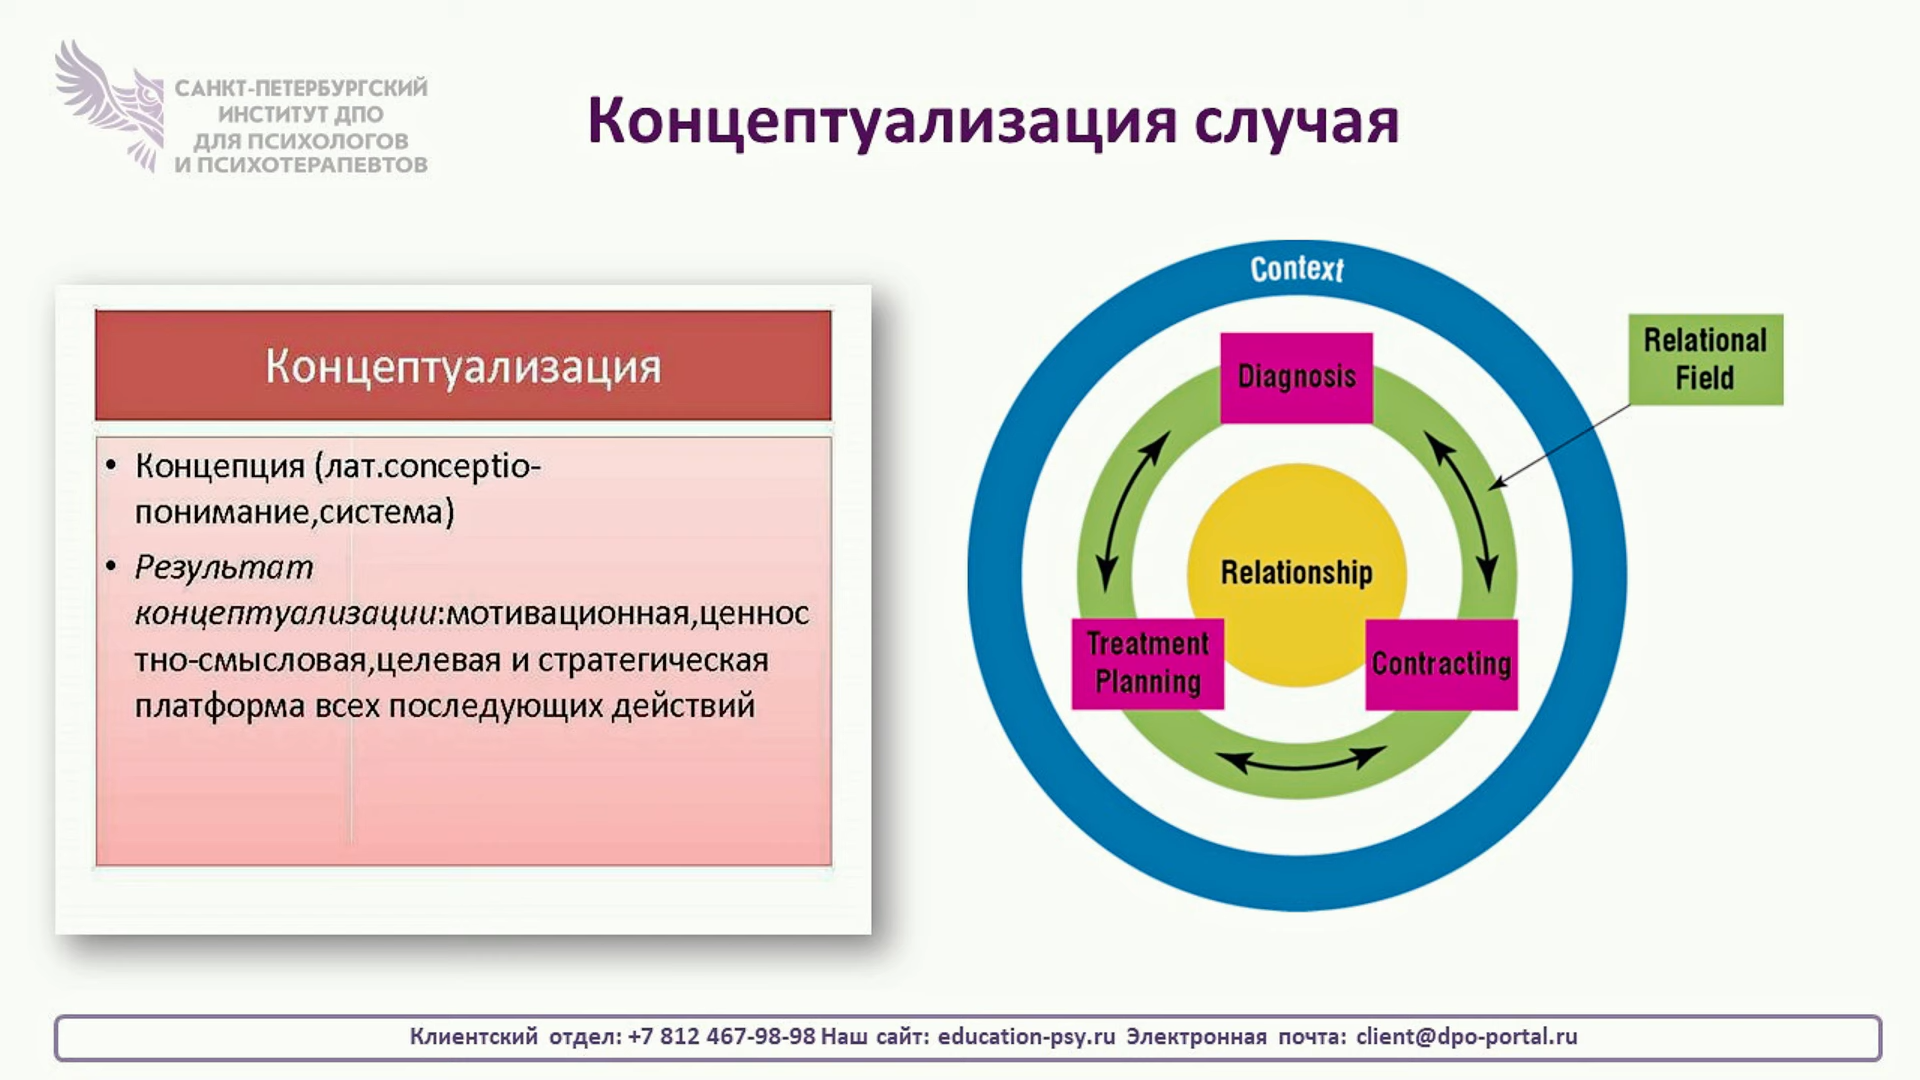 САНКТ-ПЕТЕРБУРГСКИЙ
ИНСТИТУТ ДПО
ДЛЯ ПСИХОЛОГОВ
И ПСИХОТЕРАПЕВТОВ
Концептуализация случая
Концептуализация
• Концепция (лат.conceptio-
понимание,система)
• Результат
концептуализации:мотивационная,ценнос
тно-смысловая,целевая и стратегическая
платформа всех последующих действий
Context
Diagnosis
Relational
Field
Relationship
Treatment
Planning
Contracting
Клиентский отдел: +7 812 467-98-98 Наш сайт: education-psy.ru Электронная почта: client@dpo-portal.ru